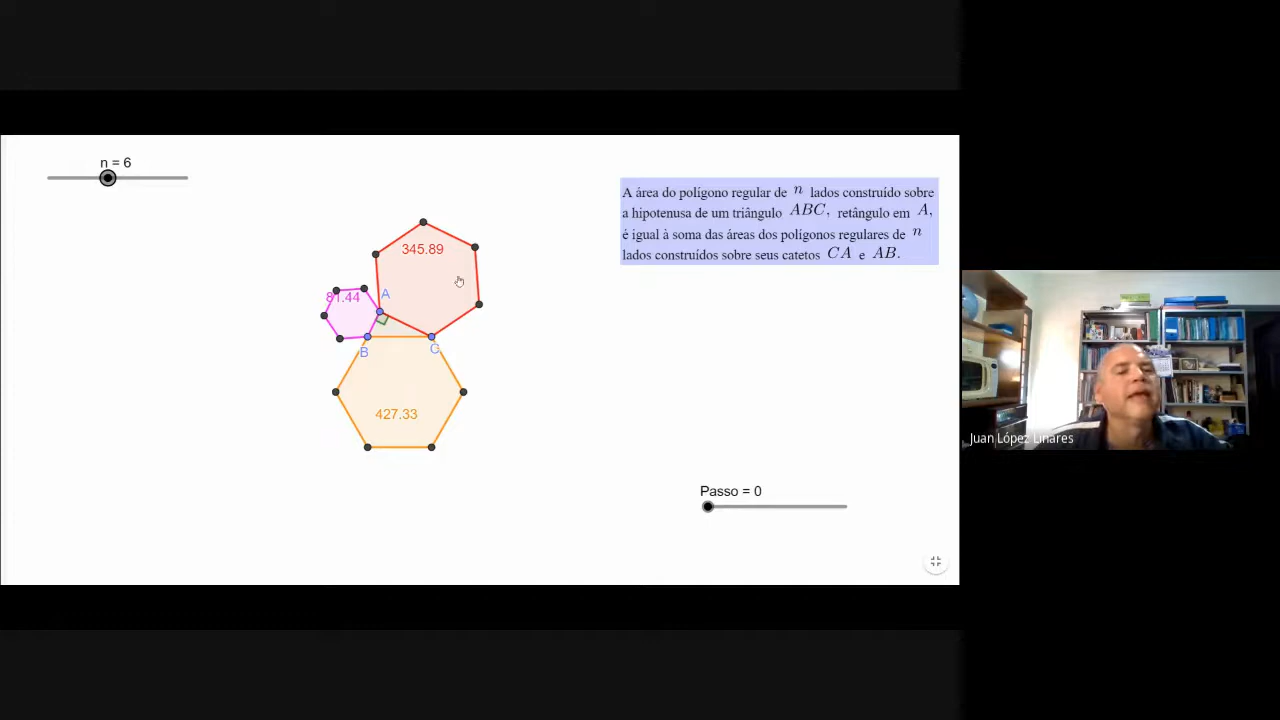 n = 6
A área do polígono regular de n lados construído sobre
a hipotenusa de um triângulo ABC, retângulo em A,
é igual à soma das áreas dos polígonos regulares de n
lados construídos sobre seus catetos CA e AB.
345.89
81.44
A
B
C
427.33
Juan López Linares
Passo = 0